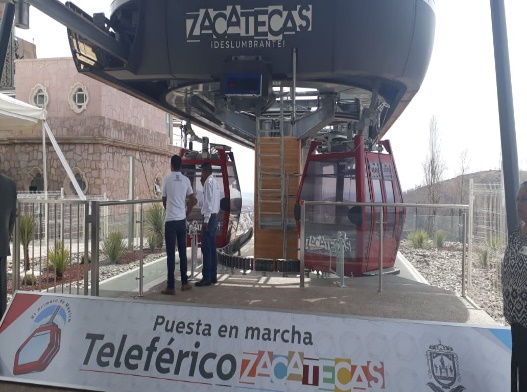 ZACATECAS
¡DESLUMBRANTE!
ZACATECAS
Puesta en marcha
Teleférico ZACATECAS